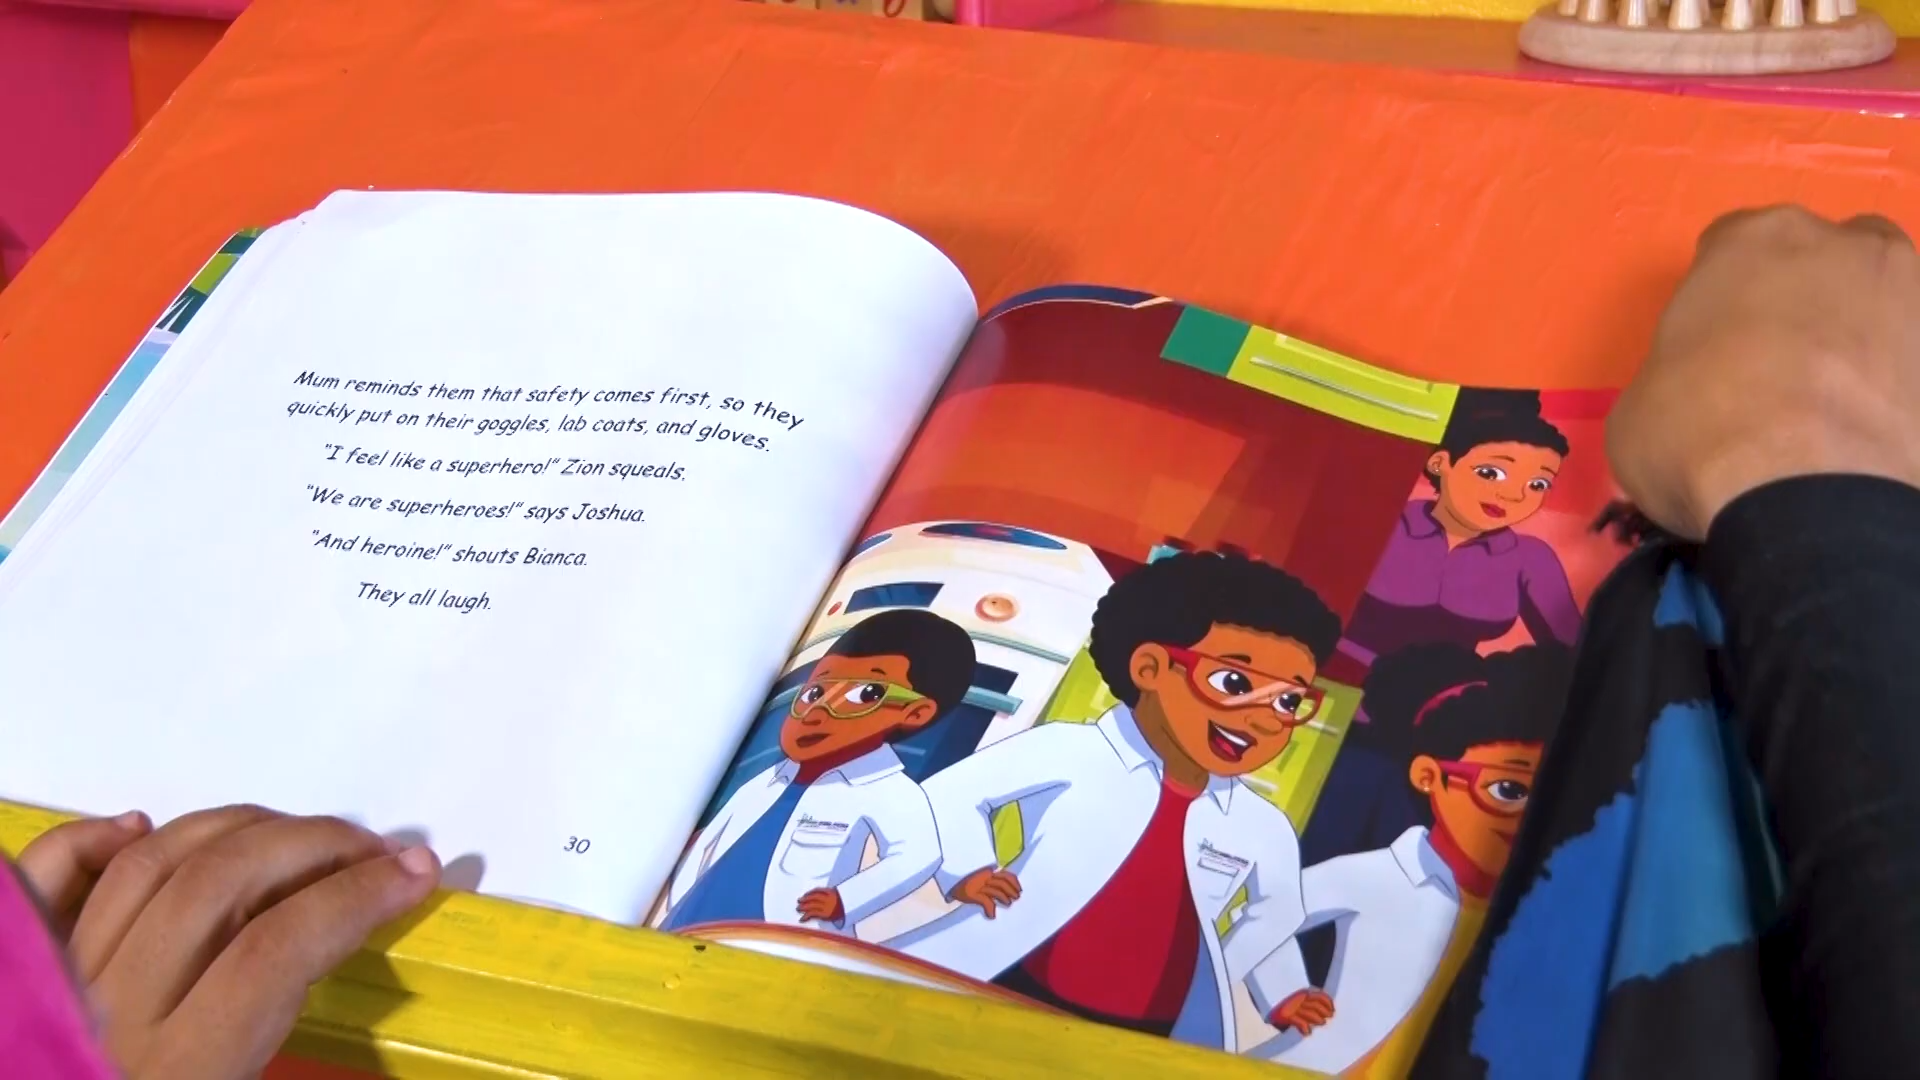 Mum reminds them that safety comes first, so they
quickly put on their goggles, lab coats, and gloves.
"I feel like a superhero!" Zion squeals.
"We are superheroes!" says Joshua.
"And heroine!" shouts Bianca.
They all laugh.
30